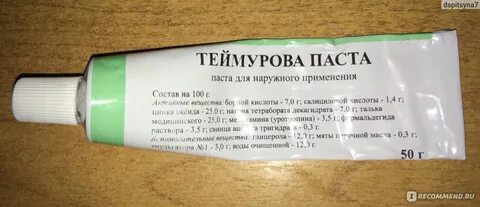 dspitsyna7
ТЕЙМУРОВА ПАСТА
паста для наружного применения
Состав на 100 г.
Активные вещества: борной кислоты - 7,0 г; салициловой кислоты - 1,4 г;
цинка оксида - 25,0 г; натрия тетрабората декагидрата - 7,0 г; талька
медицинского - 25,0 г; метенамина (уротропина) - 3,5 г; формальдегида
раствора - 3,5 г; свинца ацетата тригидрата - 0,3 г.
Вспомогательные вещества: глицерола - 12,0 г; мяты перечной масла - 0,3 г;
эмульгатора №1 - 3,0 г; воды очищенной - 12,0 г.
50 г
I RECOMMEND.RU